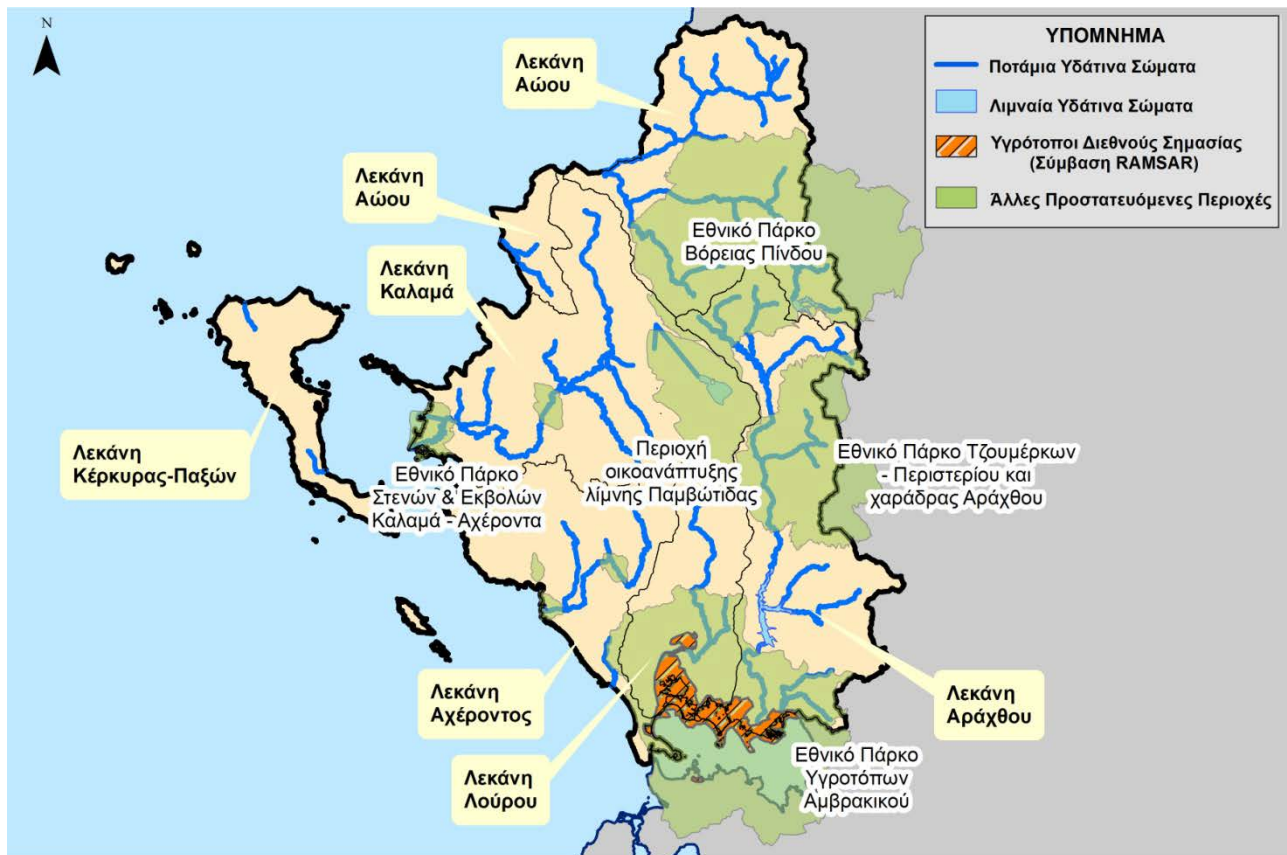 N
ΥΠΟΜΝΗΜΑ
Ποτάμια Υδάτινα Σώματα
Λιμναία Υδάτινα Σώματα
Υγρότοποι Διεθνούς Σημασίας
(Σύμβαση RAMSAR)
Άλλες Προστατευόμενες Περιοχές
Λεκάνη
Αώου
Λεκάνη
Αώου
Λεκάνη
Καλαμά
Εθνικό Πάρκο
Βόρειας Πίνδου
Λεκάνη
Κέρκυρας-Παξών
Εθνικό Πάρκο
Στενών & Εκβολών
Καλαμά - Αχέροντα
Περιοχή
οικοανάπτυξης
λίμνης Παμβώτιδας
Εθνικό Πάρκο Τζουμέρκων
- Περιστερίου και
χαράδρας Αράχθου
Λεκάνη
Αχέροντος
Λεκάνη
Αράχθου
Λεκάνη
Λούρου
Εθνικό Πάρκο
Υγροτόπων
Αμβρακικού